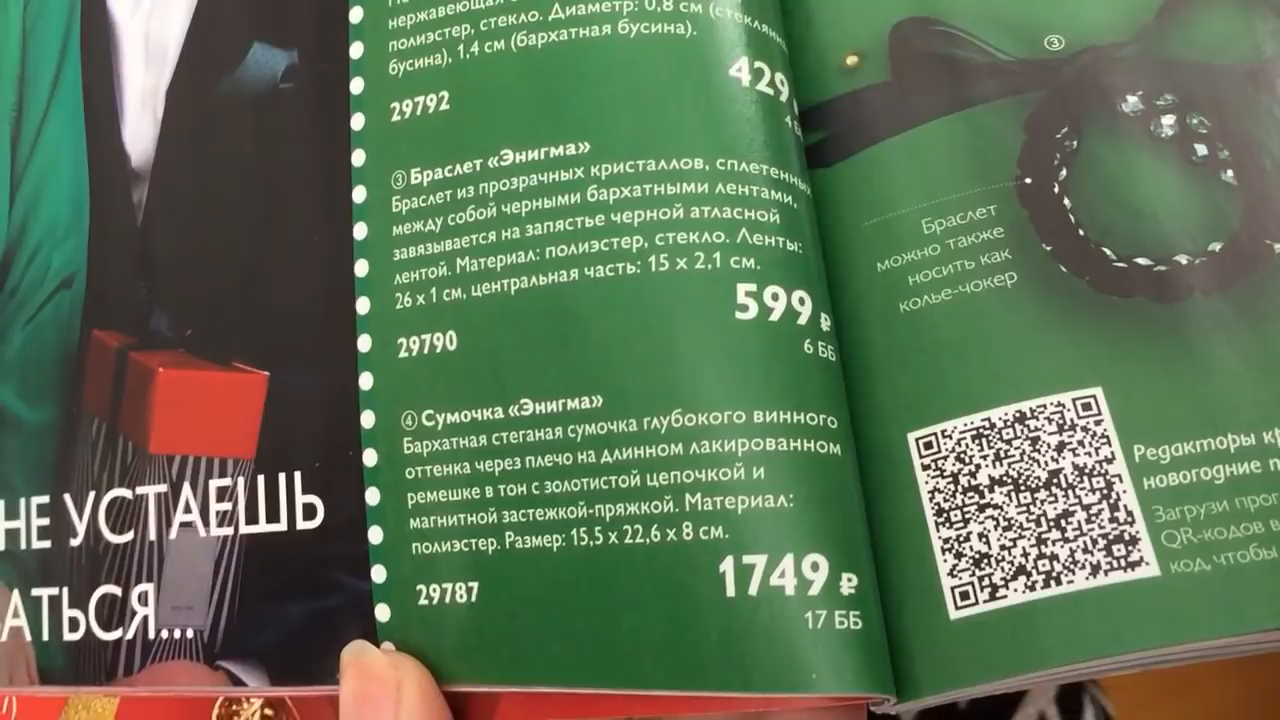 нержавеющая
полиэстер, стекло. Диаметр: 0,8 см
бусина), 1,4 см (бархатная бусина).
429
29792
③ Браслет «Энигма»
Браслет из прозрачных кристаллов, сплетенных
между собой черными бархатными лентами,
завязывается на запястье черной атласной
лентой. Материал: полиэстер, стекло. Ленты:
26 x 1 см, центральная часть: 15 x 2,1 см.
599 ₽
6 ББ
29790
④ Сумочка «Энигма»
Бархатная стеганая сумочка глубокого винного
оттенка через плечо на длинном лакированном
ремешке в тон с золотистой цепочкой и
магнитной застежкой-пряжкой. Материал:
полиэстер. Размер: 15,5 x 22,6 x 8 см.
1749 ₽
17 ББ
29787
НЕ УСТАЕШЬ
АТЬСЯ...
③
Браслет
можно также
носить как
колье-чокер
Редакторы
новогодние
Загрузи
QR-кодов
код, чтобы